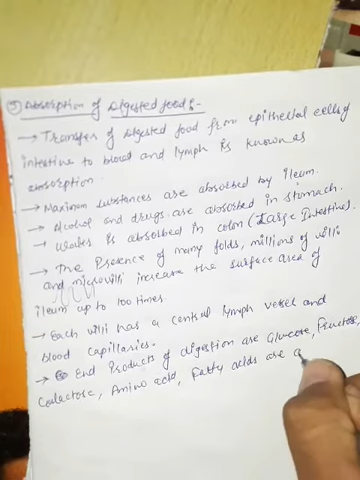 ⑤ Absorption of Digested food :-
→ Transfer of digested food from epithelial cells of
intestine to blood and lymph is known as
absorption.
→ Maximum substances are absorbed by ileum.
→ Alcohol and drugs are absorbed in stomach.
→ Water is absorbed in colon (Large Intestine).
→ The presence of many folds, millions of villi
and microvilli increase the surface area of
ileum up to 100 times
→ Each villi has a central lymph vessel and
blood capillaries.
→ End Products of digestion are Glucose, Fructose,
Galactose, Amino acid, Fatty acids are a